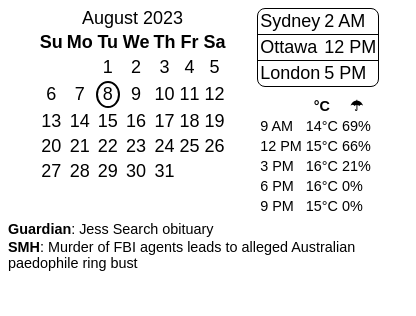 August 2023
Su Mo Tu We Th Fr Sa
1 2 3 4 5
6 7 8 9 10 11 12
13 14 15 16 17 18 19
20 21 22 23 24 25 26
27 28 29 30 31
Sydney 2 AM
Ottawa 12 PM
London 5 PM
°C ☂
9 AM 14°C 69%
12 PM 15°C 66%
3 PM 16°C 21%
6 PM 16°C 0%
9 PM 15°C 0%
Guardian: Jess Search obituary
SMH: Murder of FBI agents leads to alleged Australian
paedophile ring bust